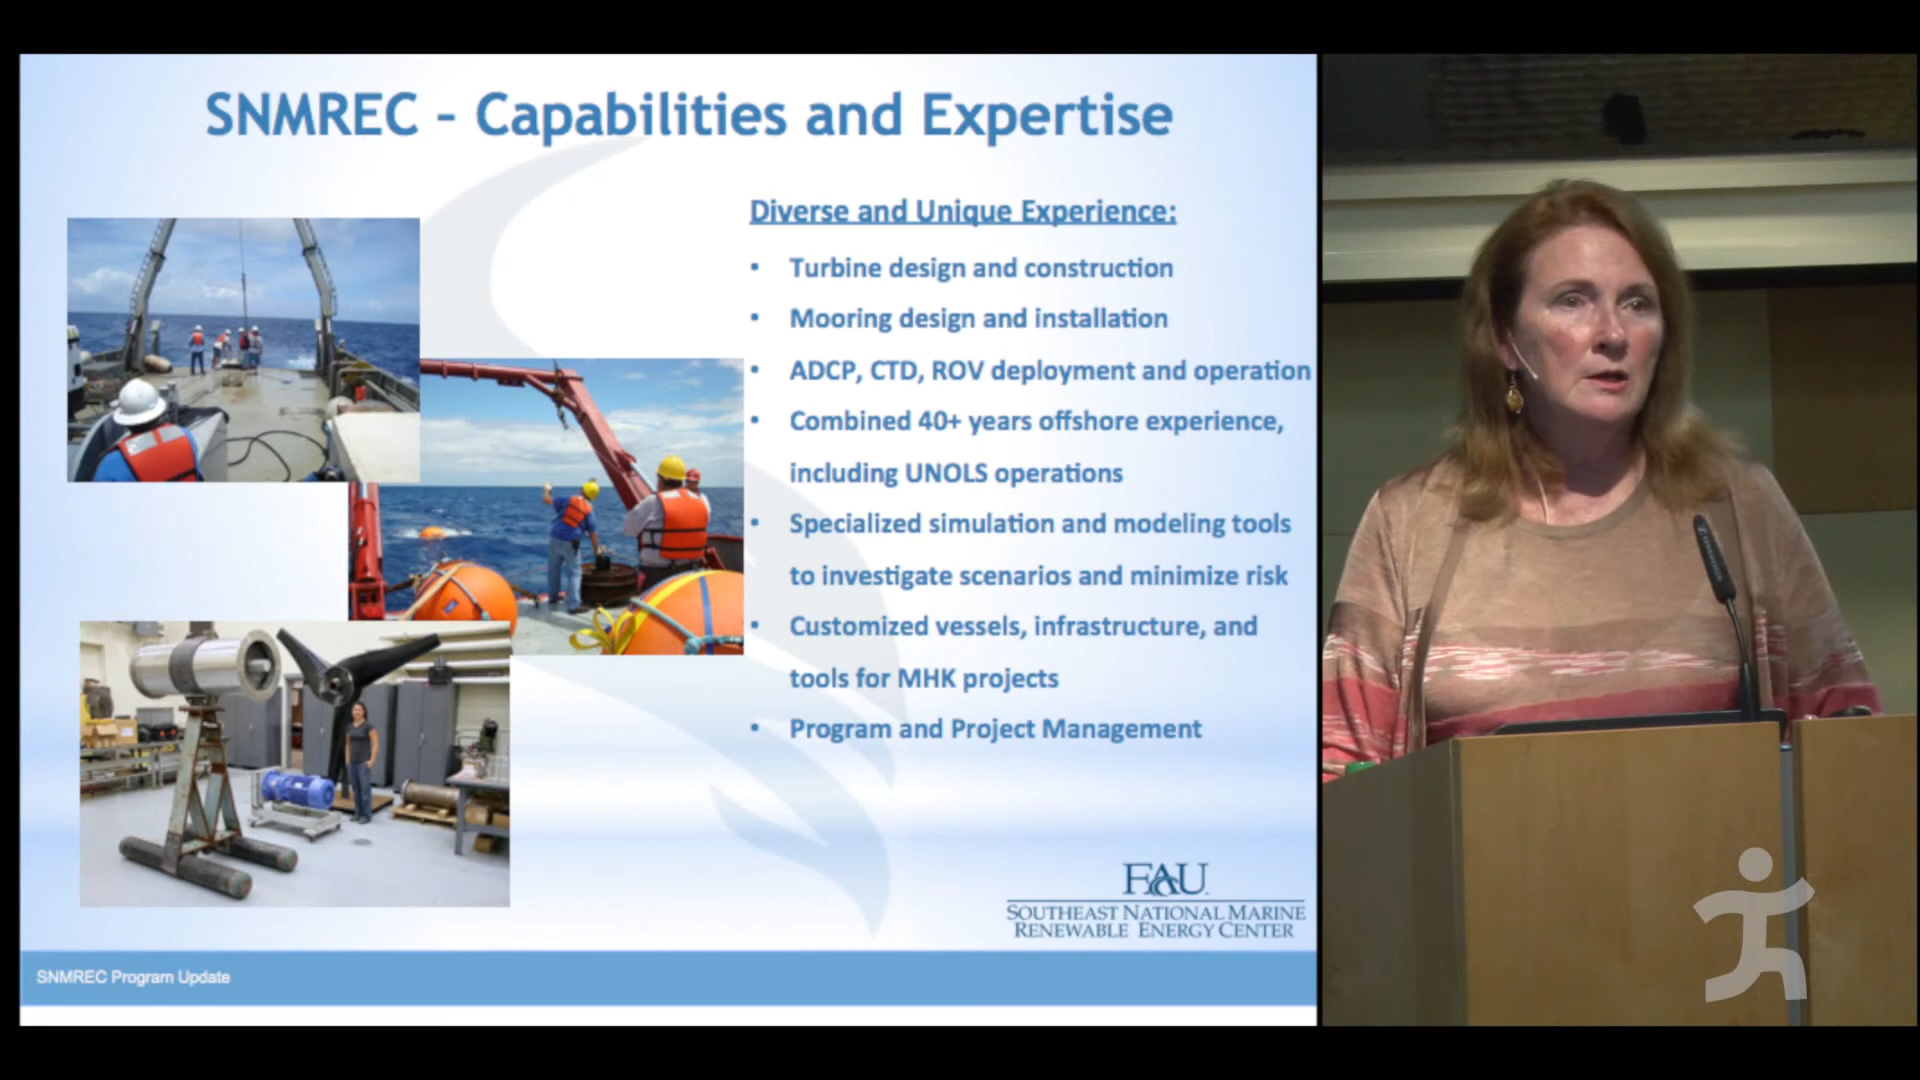 SNMREC – Capabilities and Expertise
Diverse and Unique Experience:
• Turbine design and construction
• Mooring design and installation
• ADCP, CTD, ROV deployment and operation
• Combined 40+ years offshore experience,
including UNOLS operations
• Specialized simulation and modeling tools
to investigate scenarios and minimize risk
• Customized vessels, infrastructure, and
tools for MHK projects
• Program and Project Management
FAU
SOUTHEAST NATIONAL MARINE
RENEWABLE ENERGY CENTER
SNMREC Program Update